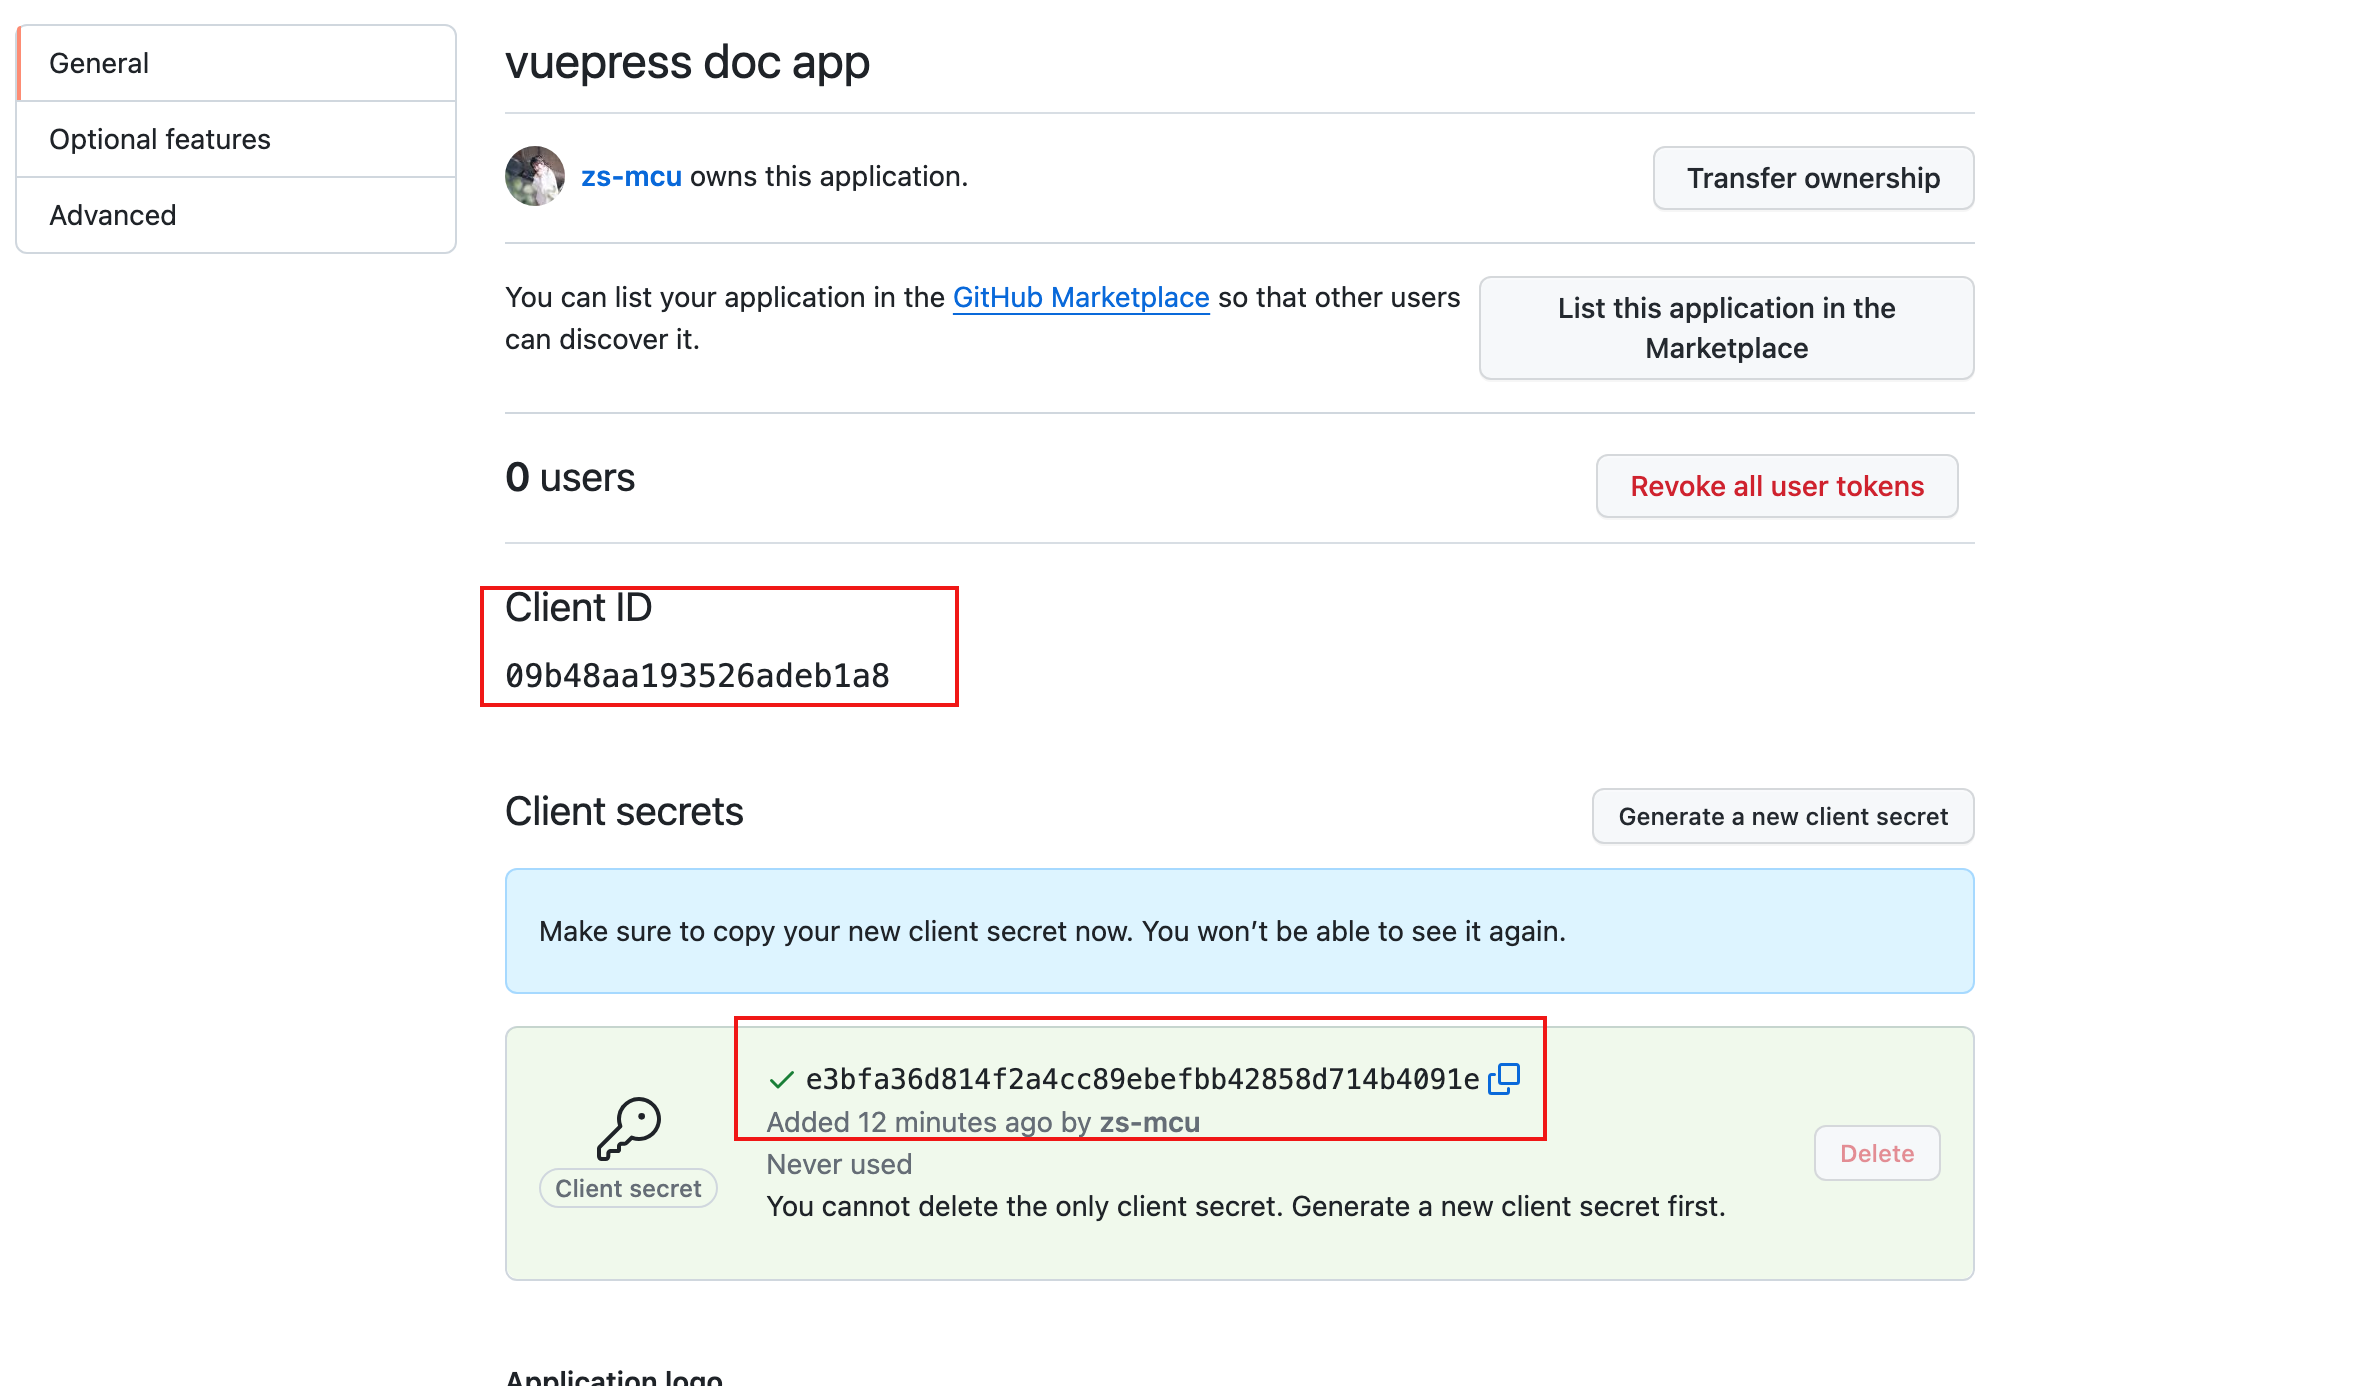 General
Optional features
Advanced
vuepress doc app
zs-mcu owns this application.
Transfer ownership
You can list your application in the GitHub Marketplace so that other users
can discover it.
List this application in the
Marketplace
0 users
Revoke all user tokens
Client ID
09b48aa193526adeb1a8
Client secrets
Generate a new client secret
Make sure to copy your new client secret now. You won’t be able to see it again.
e3bfa36d814f2a4cc89ebefbb42858d714b4091e
Added 12 minutes ago by zs-mcu
Never used
Client secret
You cannot delete the only client secret. Generate a new client secret first.
Delete
Application logo